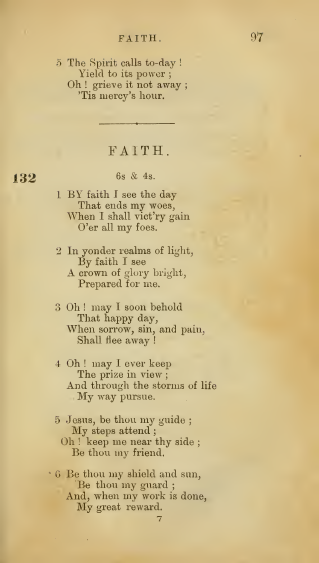 FAITH. 97
5 The Spirit calls to-day !
Yield to its power ;
Oh ! grieve it not away ;
'Tis mercy's hour.
FAITH.
132 6s & 4s.
1 BY faith I see the day
That ends my woes,
When I shall vict'ry gain
O'er all my foes.
2 In yonder realms of light,
By faith I see
A crown of glory bright,
Prepared for me.
3 Oh ! may I soon behold
That happy day,
When sorrow, sin, and pain,
Shall flee away !
4 Oh ! may I ever keep
The prize in view ;
And through the storms of life
My way pursue.
5 Jesus, be thou my guide ;
My steps attend ;
Oh ! keep me near thy side ;
Be thou my friend.
6 Be thou my shield and sun,
Be thou my guard ;
And, when my work is done,
My great reward.
7